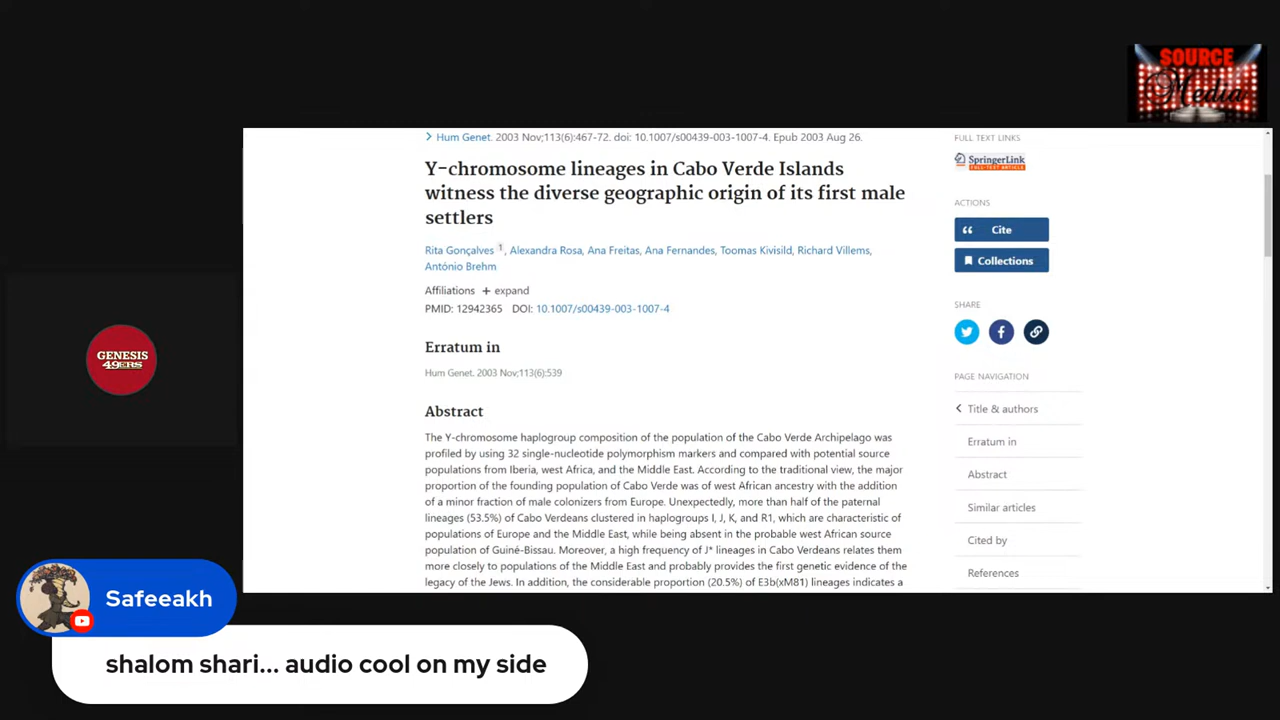 SOURCE
Media
Hum Genet. 2003 Nov;113(6):467-72. doi: 10.1007/s00439-003-1007-4. Epub 2003 Aug 26.
Y-chromosome lineages in Cabo Verde Islands
witness the diverse geographic origin of its first male
settlers
Rita Gonçalves 1, Alexandra Rosa, Ana Freitas, Ana Fernandes, Toomas Kivisild, Richard Villems,
António Brehm
Affiliations + expand
PMID: 12942365 DOI: 10.1007/s00439-003-1007-4
Erratum in
Hum Genet. 2003 Nov;113(6):539
Abstract
The Y-chromosome haplogroup composition of the population of the Cabo Verde Archipelago was
profiled by using 32 single-nucleotide polymorphism markers and compared with potential source
populations from Iberia, west Africa, and the Middle East. According to the traditional view, the major
proportion of the founding population of Cabo Verde was of west African ancestry with the addition
of a minor fraction of male colonizers from Europe. Unexpectedly, more than half of the paternal
lineages (53.5%) of Cabo Verdeans clustered in haplogroups I, J, K, and R1, which are characteristic of
populations of Europe and the Middle East, while being absent in the probable west African source
population of Guiné-Bissau. Moreover, a high frequency of J* lineages in Cabo Verdeans relates them
more closely to populations of the Middle East and probably provides the first genetic evidence of the
legacy of the Jews. In addition, the considerable proportion (20.5%) of E3b(xM81) lineages indicates a
FULL TEXT LINKS
SpringerLink
FULL-TEXT ARTICLE
ACTIONS
Cite
Collections
SHARE
PAGE NAVIGATION
Title & authors
Erratum in
Abstract
Similar articles
Cited by
References
GENESIS
49ERS
Safeeakh
shalom shari... audio cool on my side